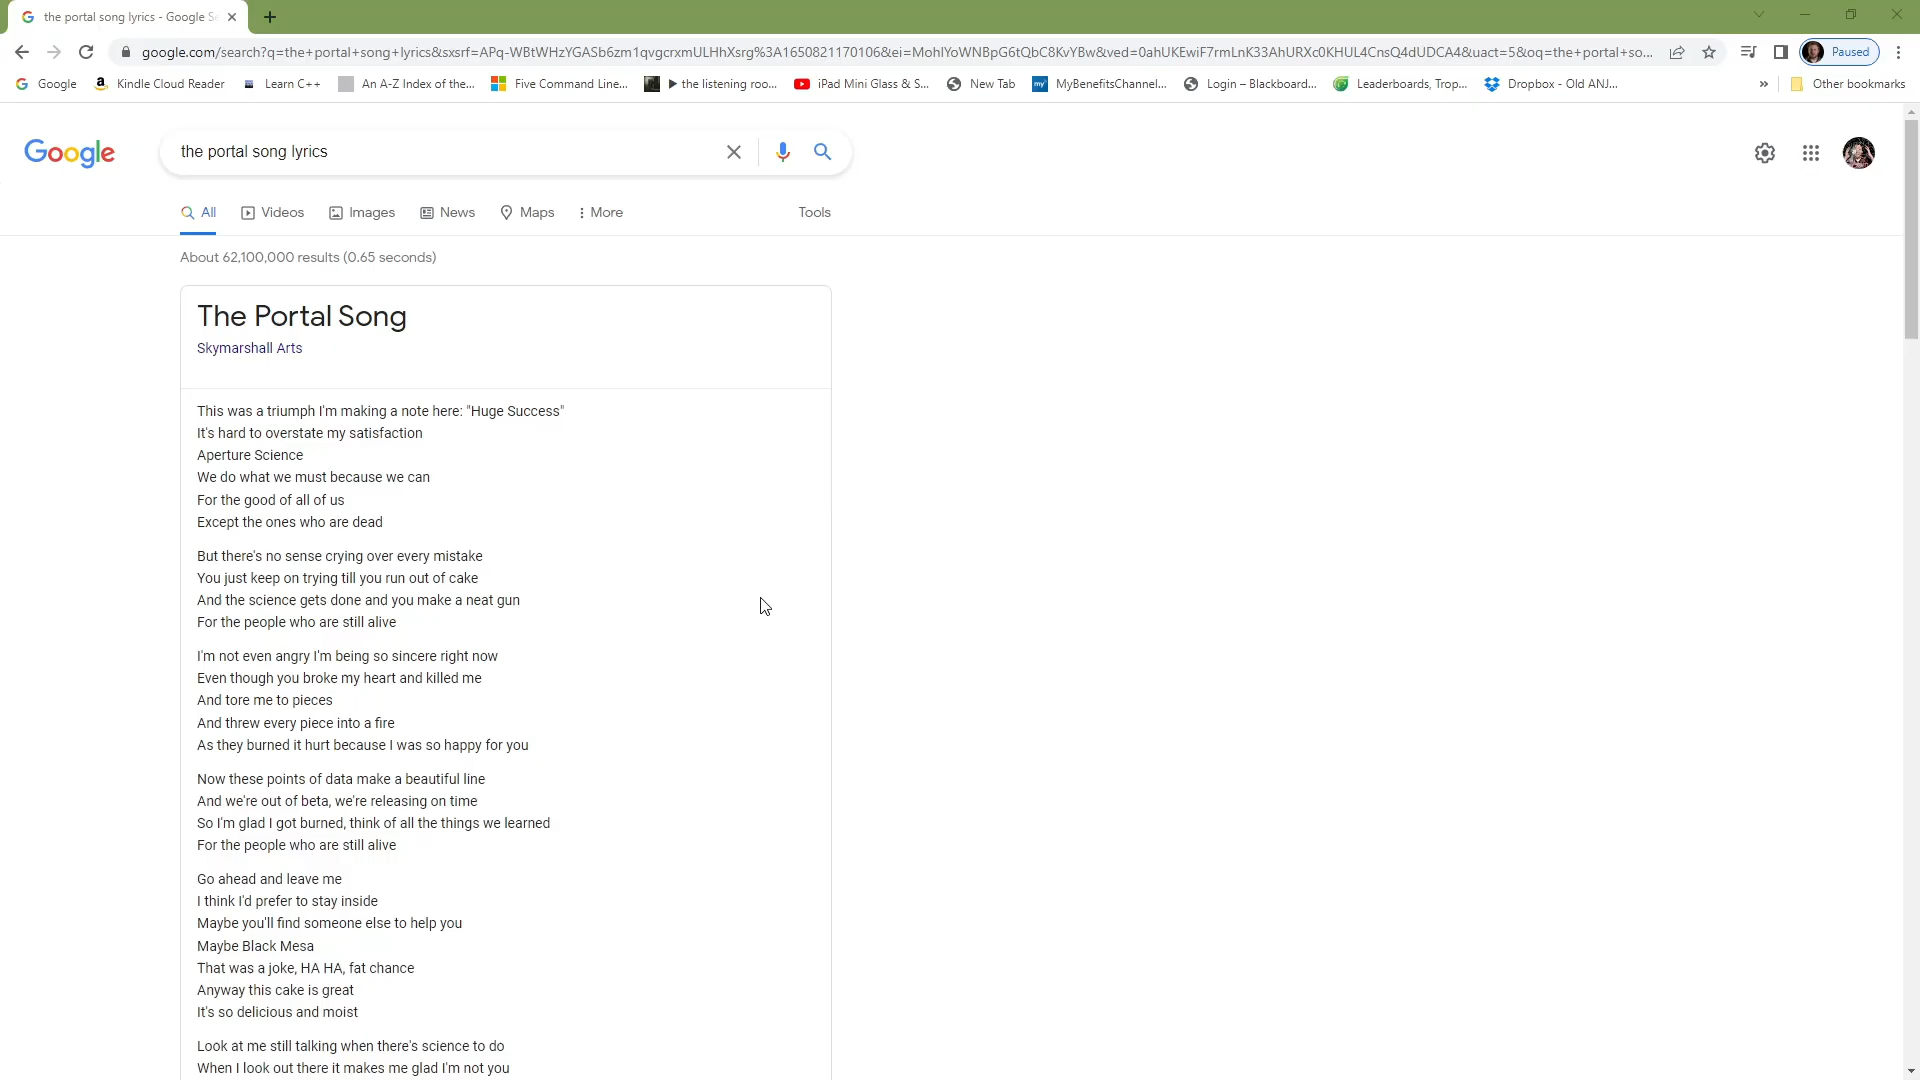 the portal song lyrics - Google Se
google.com/search?q=the+portal+song+lyrics&sxsrf=APq-WBtWHzYGASb6zm1qvgcrxmULHhXsrg%3A1650821170106&ei=MohlYoWNBpG6tQbC8KvYBw&ved=0ahUKEwiF7rmLnK33AhURXc0KHUL4CnsQ4dUDCA4&uact=5&oq=the+portal+so...
Paused
Google Kindle Cloud Reader Learn C++ An A-Z Index of the... Five Command Line... ▶ the listening roo... iPad Mini Glass & S... New Tab MyBenefitsChannel... Login – Blackboard... Leaderboards, Trop... Dropbox - Old ANJ... » Other bookmarks
Google
the portal song lyrics
All Videos Images News Maps More Tools
About 62,100,000 results (0.65 seconds)
The Portal Song
Skymarshall Arts
This was a triumph I'm making a note here: "Huge Success"
It's hard to overstate my satisfaction
Aperture Science
We do what we must because we can
For the good of all of us
Except the ones who are dead
But there's no sense crying over every mistake
You just keep on trying till you run out of cake
And the science gets done and you make a neat gun
For the people who are still alive
I'm not even angry I'm being so sincere right now
Even though you broke my heart and killed me
And tore me to pieces
And threw every piece into a fire
As they burned it hurt because I was so happy for you
Now these points of data make a beautiful line
And we're out of beta, we're releasing on time
So I'm glad I got burned, think of all the things we learned
For the people who are still alive
Go ahead and leave me
I think I'd prefer to stay inside
Maybe you'll find someone else to help you
Maybe Black Mesa
That was a joke, HA HA, fat chance
Anyway this cake is great
It's so delicious and moist
Look at me still talking when there's science to do
When I look out there it makes me glad I'm not you